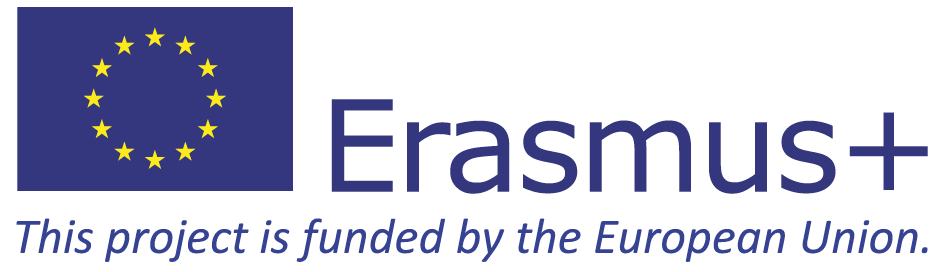 Erasmus+
This project is funded by the European Union.